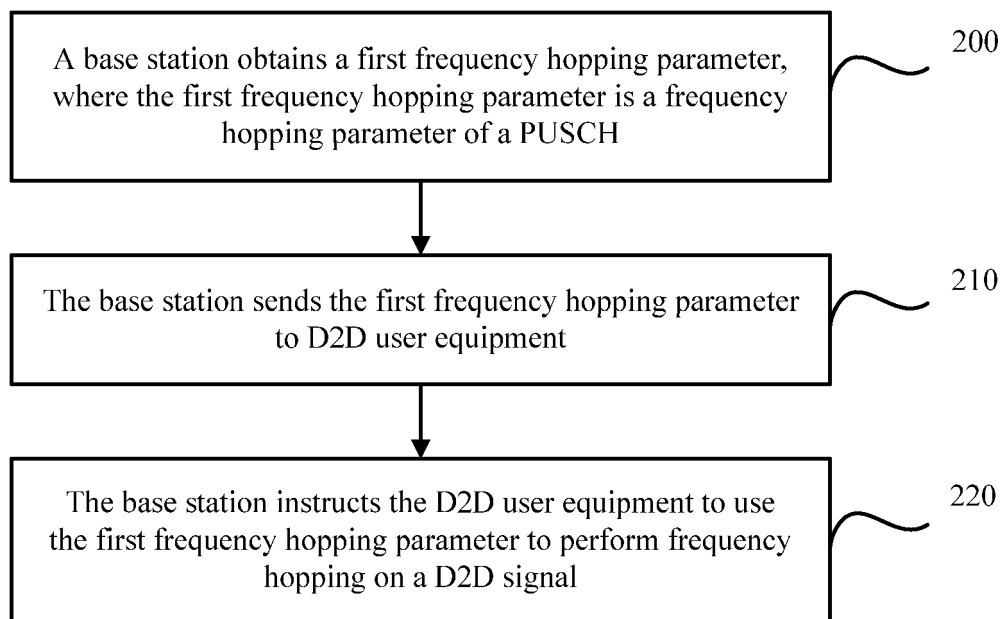 A base station obtains a first frequency hopping parameter,
where the first frequency hopping parameter is a frequency
hopping parameter of a PUSCH
200
The base station sends the first frequency hopping parameter
to D2D user equipment
210
The base station instructs the D2D user equipment to use
the first frequency hopping parameter to perform frequency
hopping on a D2D signal
220